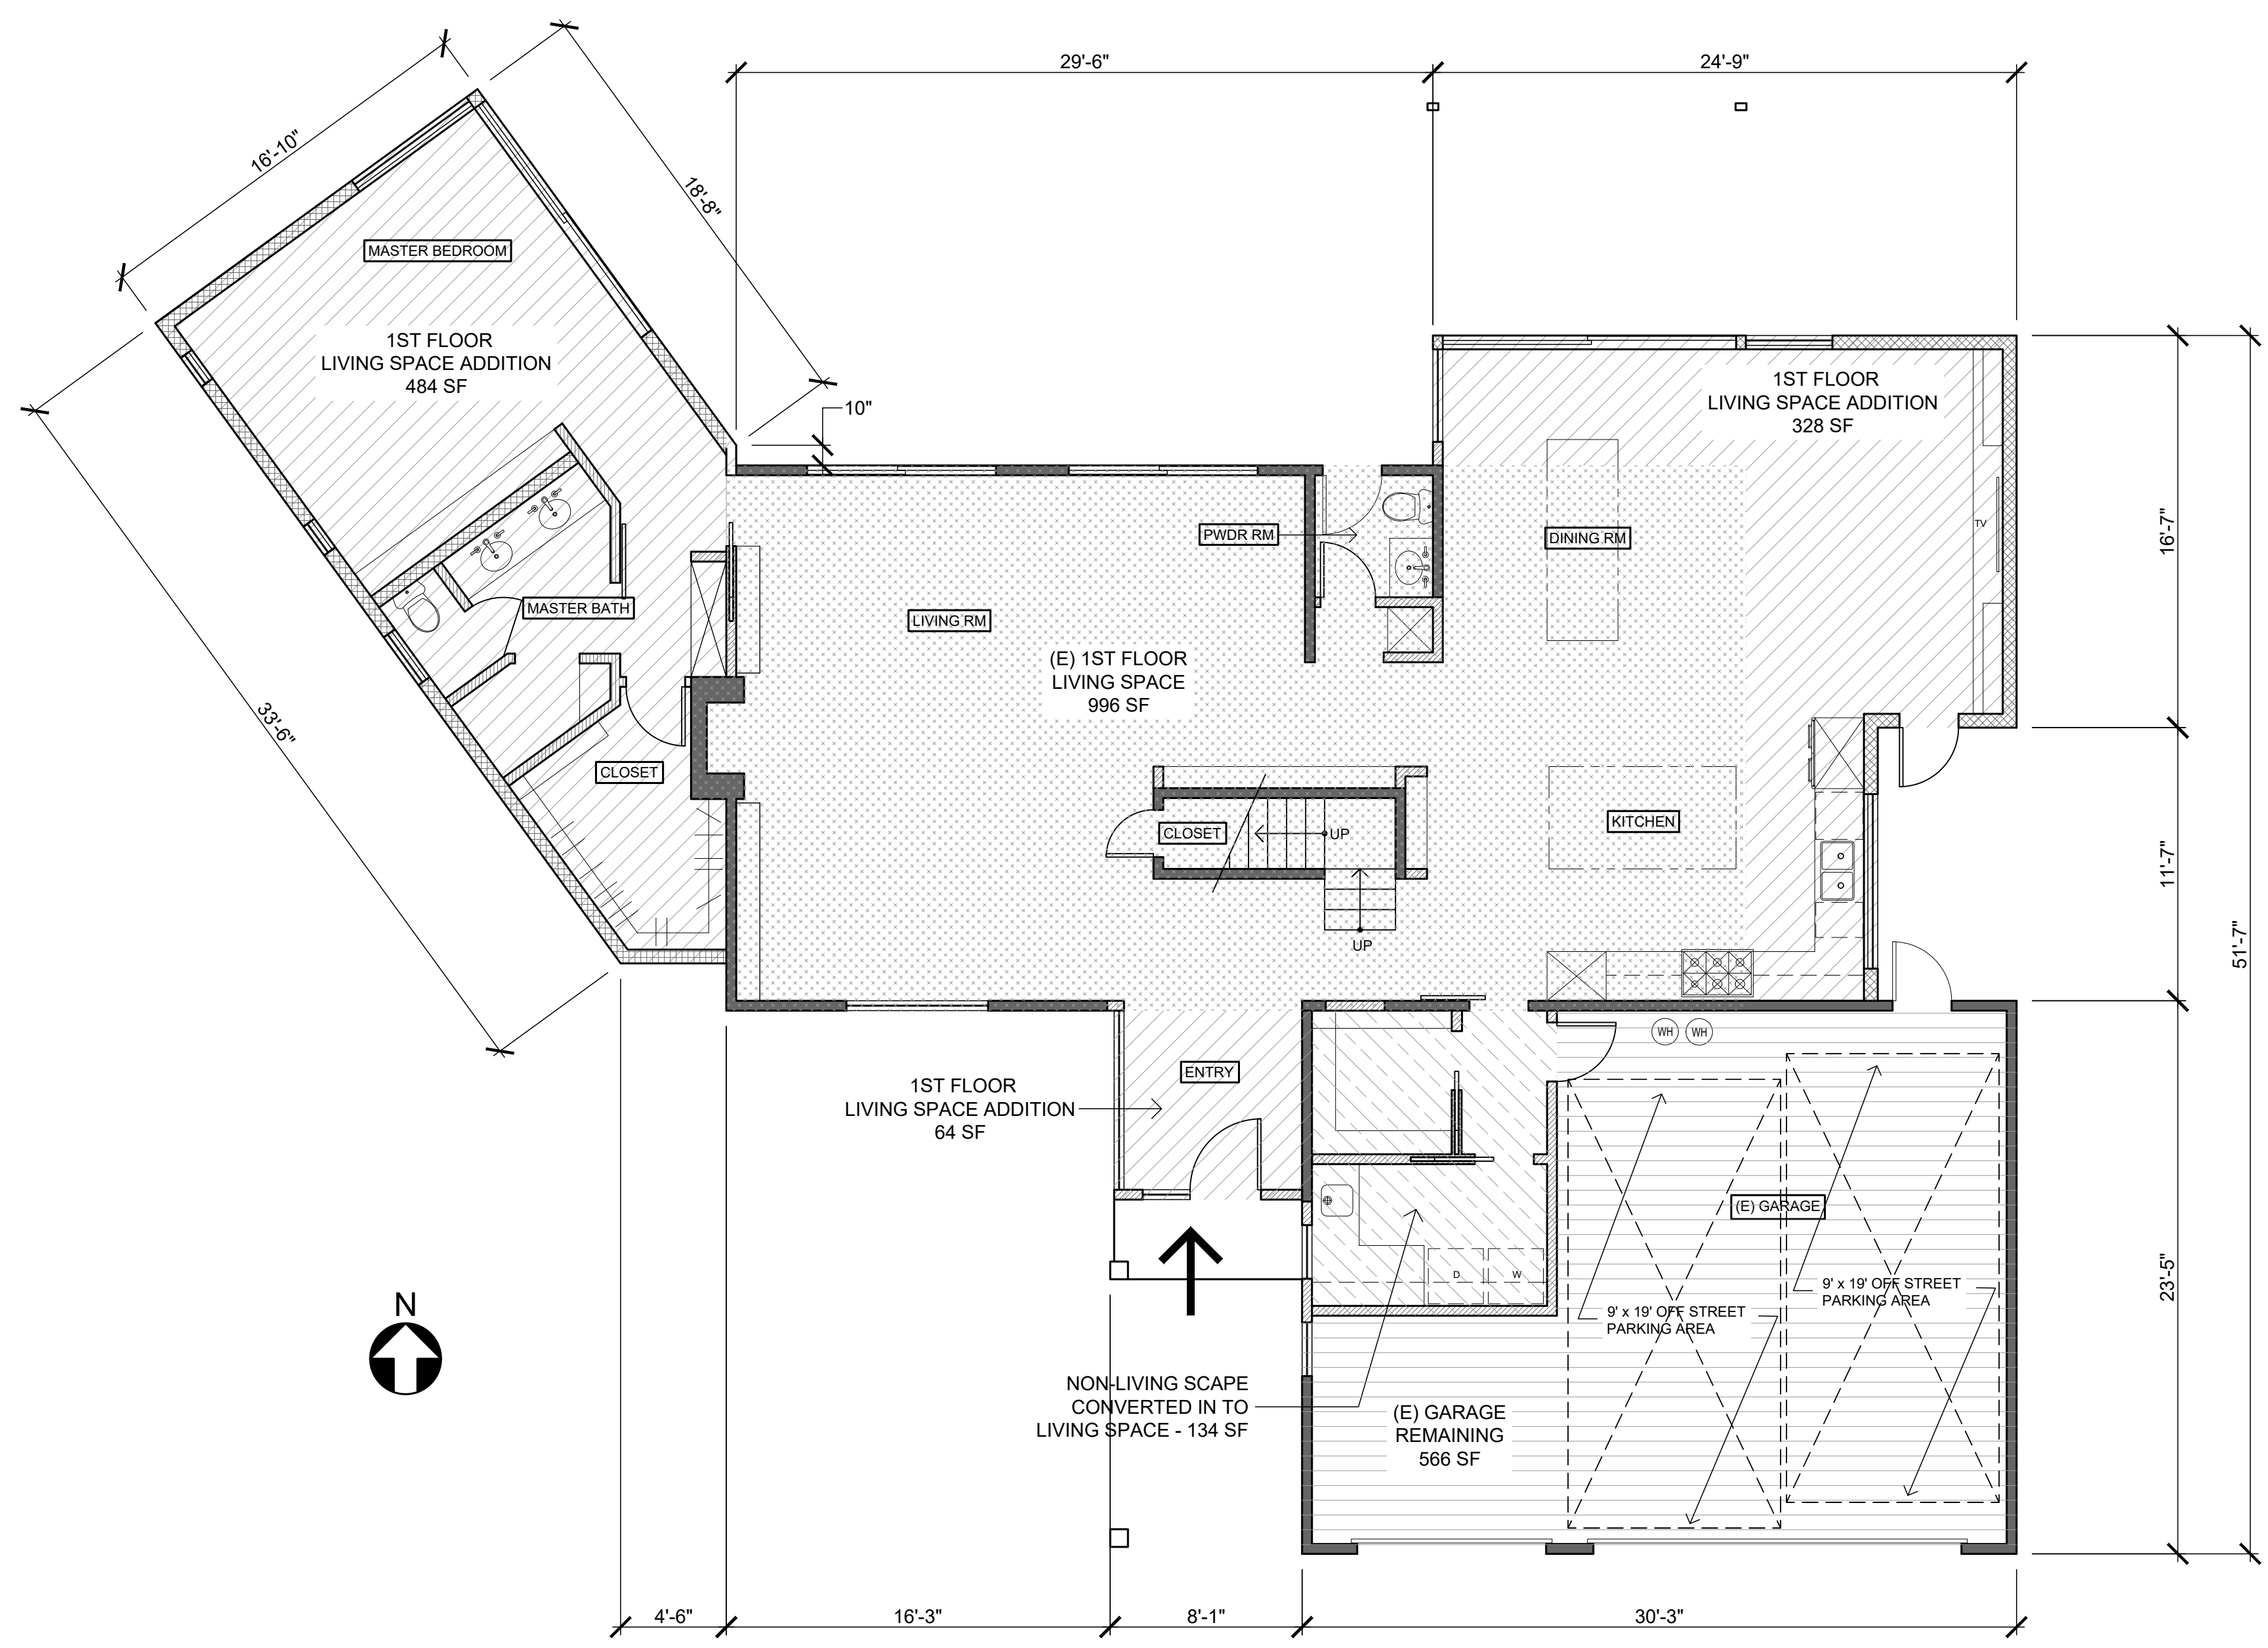 29'-6"
24'-9"
16'-10"
18'-8"
MASTER BEDROOM
1ST FLOOR
LIVING SPACE ADDITION
484 SF
10"
1ST FLOOR
LIVING SPACE ADDITION
328 SF
TV
16'-7"
PWDR RM
DINING RM
MASTER BATH
LIVING RM
(E) 1ST FLOOR
LIVING SPACE
996 SF
33'-6"
CLOSET
CLOSET
UP
KITCHEN
11'-7"
UP
51'-7"
WH
WH
ENTRY
1ST FLOOR
LIVING SPACE ADDITION
64 SF
(E) GARAGE
D
W
9' x 19' OFF STREET
PARKING AREA
9' x 19' OFF STREET
PARKING AREA
23'-5"
N
NON-LIVING SCAPE
CONVERTED IN TO
LIVING SPACE - 134 SF
(E) GARAGE
REMAINING
566 SF
4'-6"
16'-3"
8'-1"
30'-3"